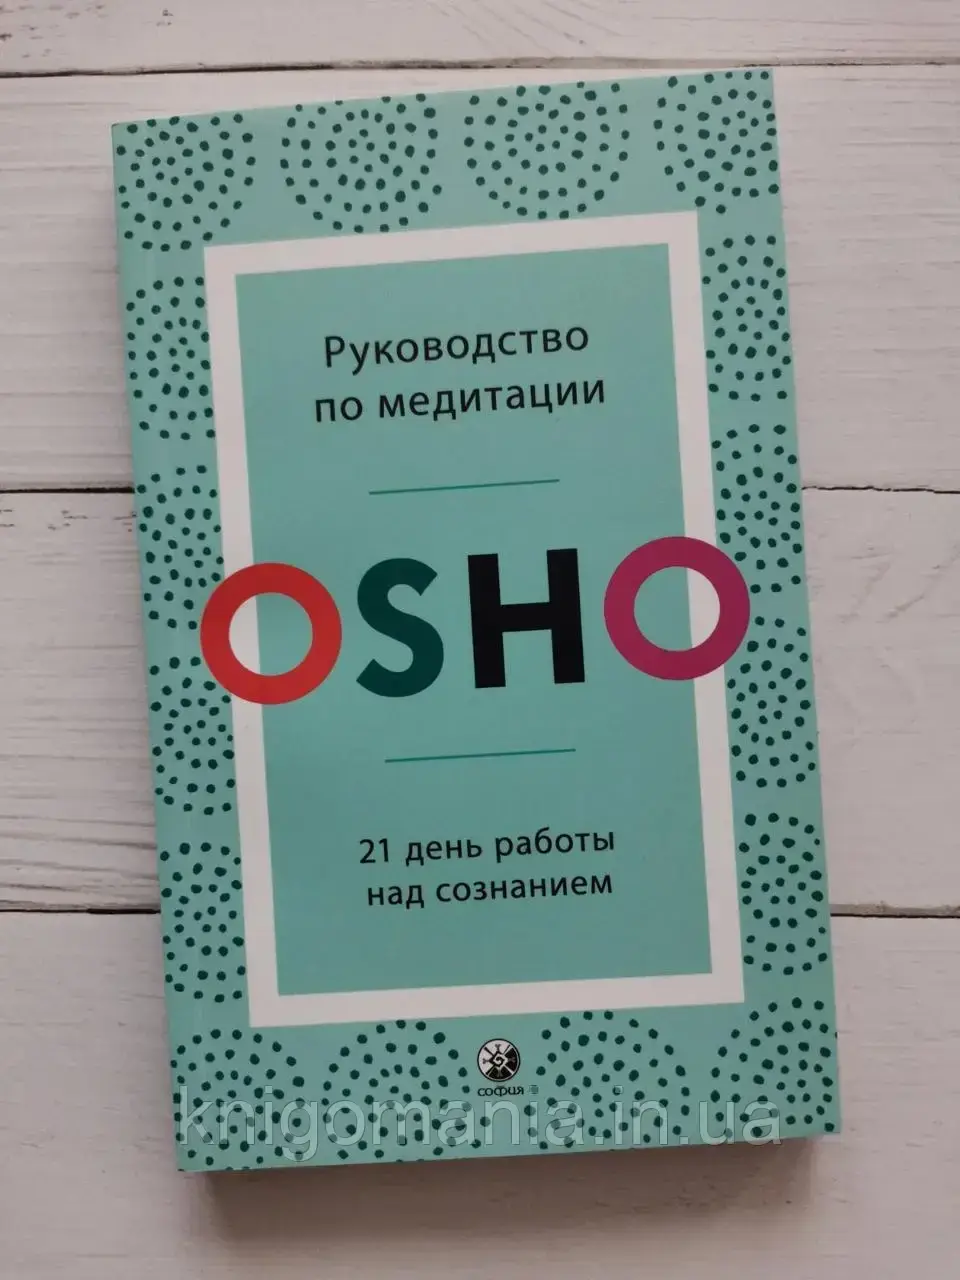 Руководство
по медитации
OSHO
21 день работы
над сознанием
СОФИЯ
knigomania.in.ua